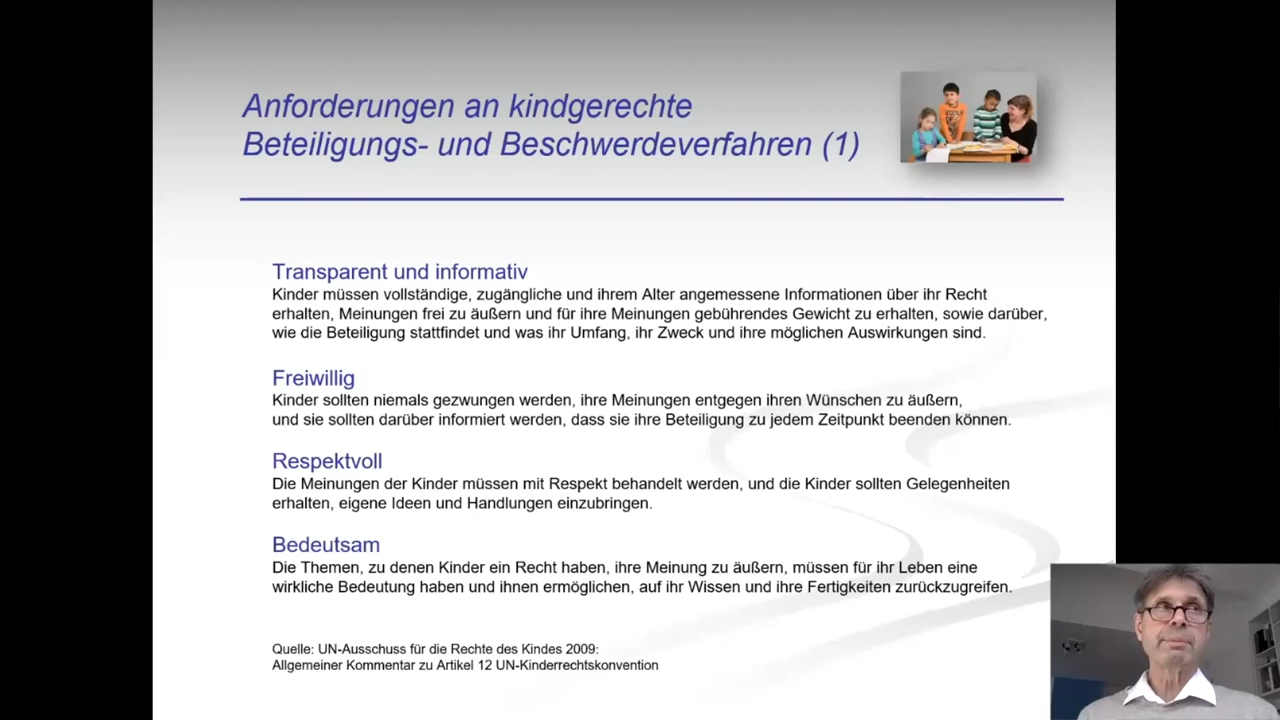 Anforderungen an kindgerechte
Beteiligungs- und Beschwerdeverfahren (1)
Transparent und informativ
Kinder müssen vollständige, zugängliche und ihrem Alter angemessene Informationen über ihr Recht
erhalten, Meinungen frei zu äußern und für ihre Meinungen gebührendes Gewicht zu erhalten, sowie darüber,
wie die Beteiligung stattfindet und was ihr Umfang, ihr Zweck und ihre möglichen Auswirkungen sind.
Freiwillig
Kinder sollten niemals gezwungen werden, ihre Meinungen entgegen ihren Wünschen zu äußern,
und sie sollten darüber informiert werden, dass sie ihre Beteiligung zu jedem Zeitpunkt beenden können.
Respektvoll
Die Meinungen der Kinder müssen mit Respekt behandelt werden, und die Kinder sollten Gelegenheiten
erhalten, eigene Ideen und Handlungen einzubringen.
Bedeutsam
Die Themen, zu denen Kinder ein Recht haben, ihre Meinung zu äußern, müssen für ihr Leben eine
wirkliche Bedeutung haben und ihnen ermöglichen, auf ihr Wissen und ihre Fertigkeiten zurückzugreifen.
Quelle: UN-Ausschuss für die Rechte des Kindes 2009:
Allgemeiner Kommentar zu Artikel 12 UN-Kinderrechtskonvention